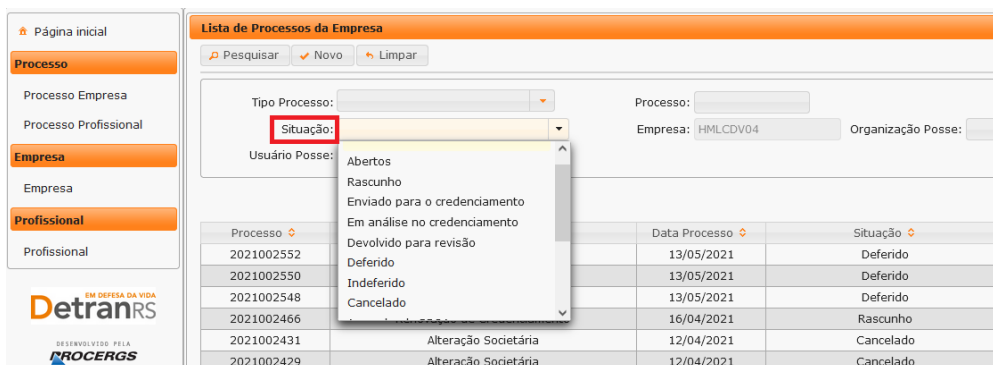 Página inicial
Processo
Processo Empresa
Processo Profissional
Empresa
Empresa
Profissional
Profissional
EM DEFESA DA VIDA
DetranRS
DESENVOLVIDO PELA
PROCERGS
Lista de Processos da Empresa
Pesquisar Novo Limpar
Tipo Processo: Processo:
Situação: Empresa: HMLCDV04 Organização Posse:
Usuário Posse:
Abertos
Rascunho
Enviado para o credenciamento
Em análise no credenciamento
Devolvido para revisão
Deferido
Indeferido
Cancelado
Processo Data Processo Situação
2021002552 13/05/2021 Deferido
2021002550 13/05/2021 Deferido
2021002548 13/05/2021 Deferido
2021002466 16/04/2021 Rascunho
2021002431 Alteração Societária 12/04/2021 Cancelado
2021002429 Alteração Societária 12/04/2021 Cancelado